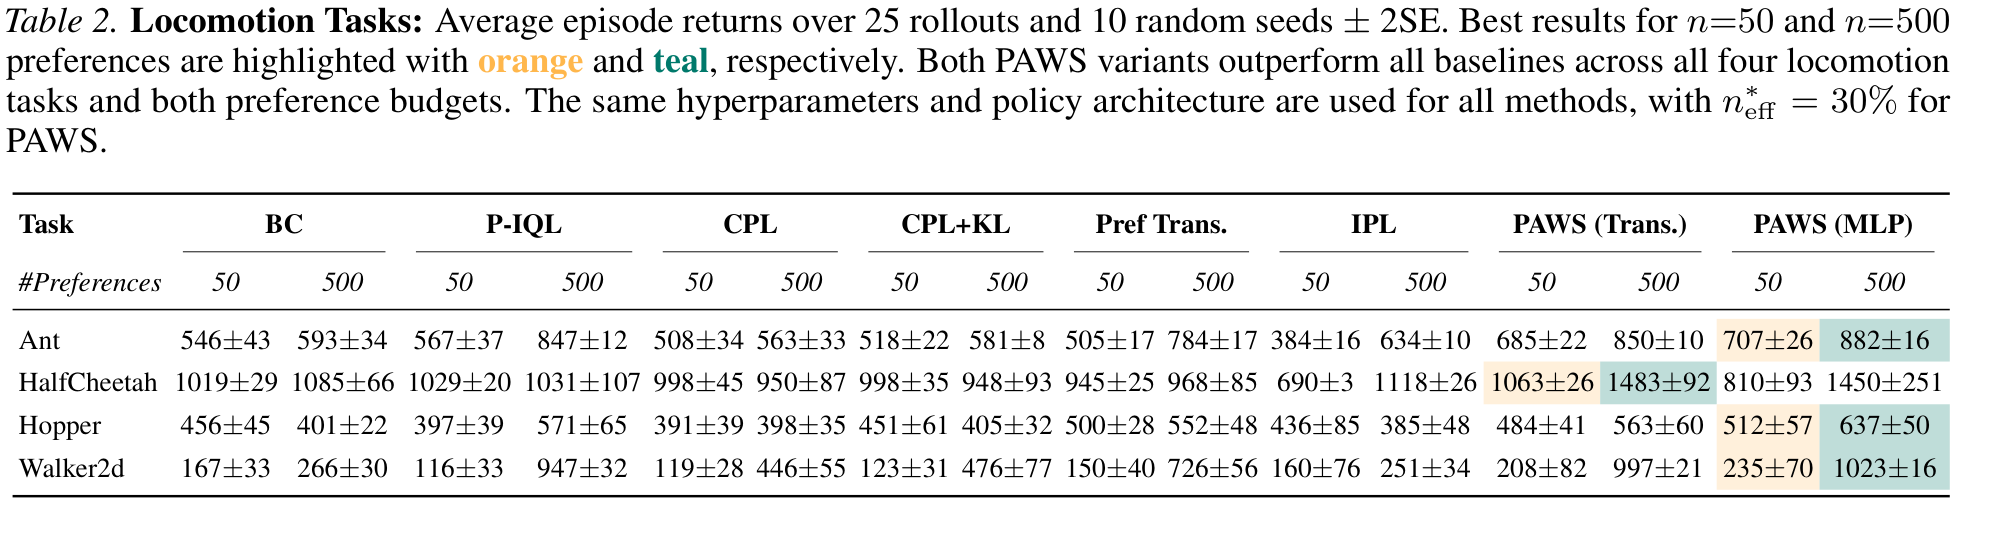 Table 2. Locomotion Tasks: Average episode returns over 25 rollouts and 10 random seeds ± 2SE. Best results for n=50 and n=500
preferences are highlighted with orange and teal, respectively. Both PAWS variants outperform all baselines across all four locomotion
tasks and both preference budgets. The same hyperparameters and policy architecture are used for all methods, with n*eff = 30% for
PAWS.
Task BC P-IQL CPL CPL+KL Pref Trans. IPL PAWS (Trans.) PAWS (MLP)
#Preferences 50 500 50 500 50 500 50 500 50 500 50 500 50 500 50 500
Ant 546±43 593±34 567±37 847±12 508±34 563±33 518±22 581±8 505±17 784±17 384±16 634±10 685±22 850±10 707±26 882±16
HalfCheetah 1019±29 1085±66 1029±20 1031±107 998±45 950±87 998±35 948±93 945±25 968±85 690±3 1118±26 1063±26 1483±92 810±93 1450±251
Hopper 456±45 401±22 397±39 571±65 391±39 398±35 451±61 405±32 500±28 552±48 436±85 385±48 484±41 563±60 512±57 637±50
Walker2d 167±33 266±30 116±33 947±32 119±28 446±55 123±31 476±77 150±40 726±56 160±76 251±34 208±82 997±21 235±70 1023±16